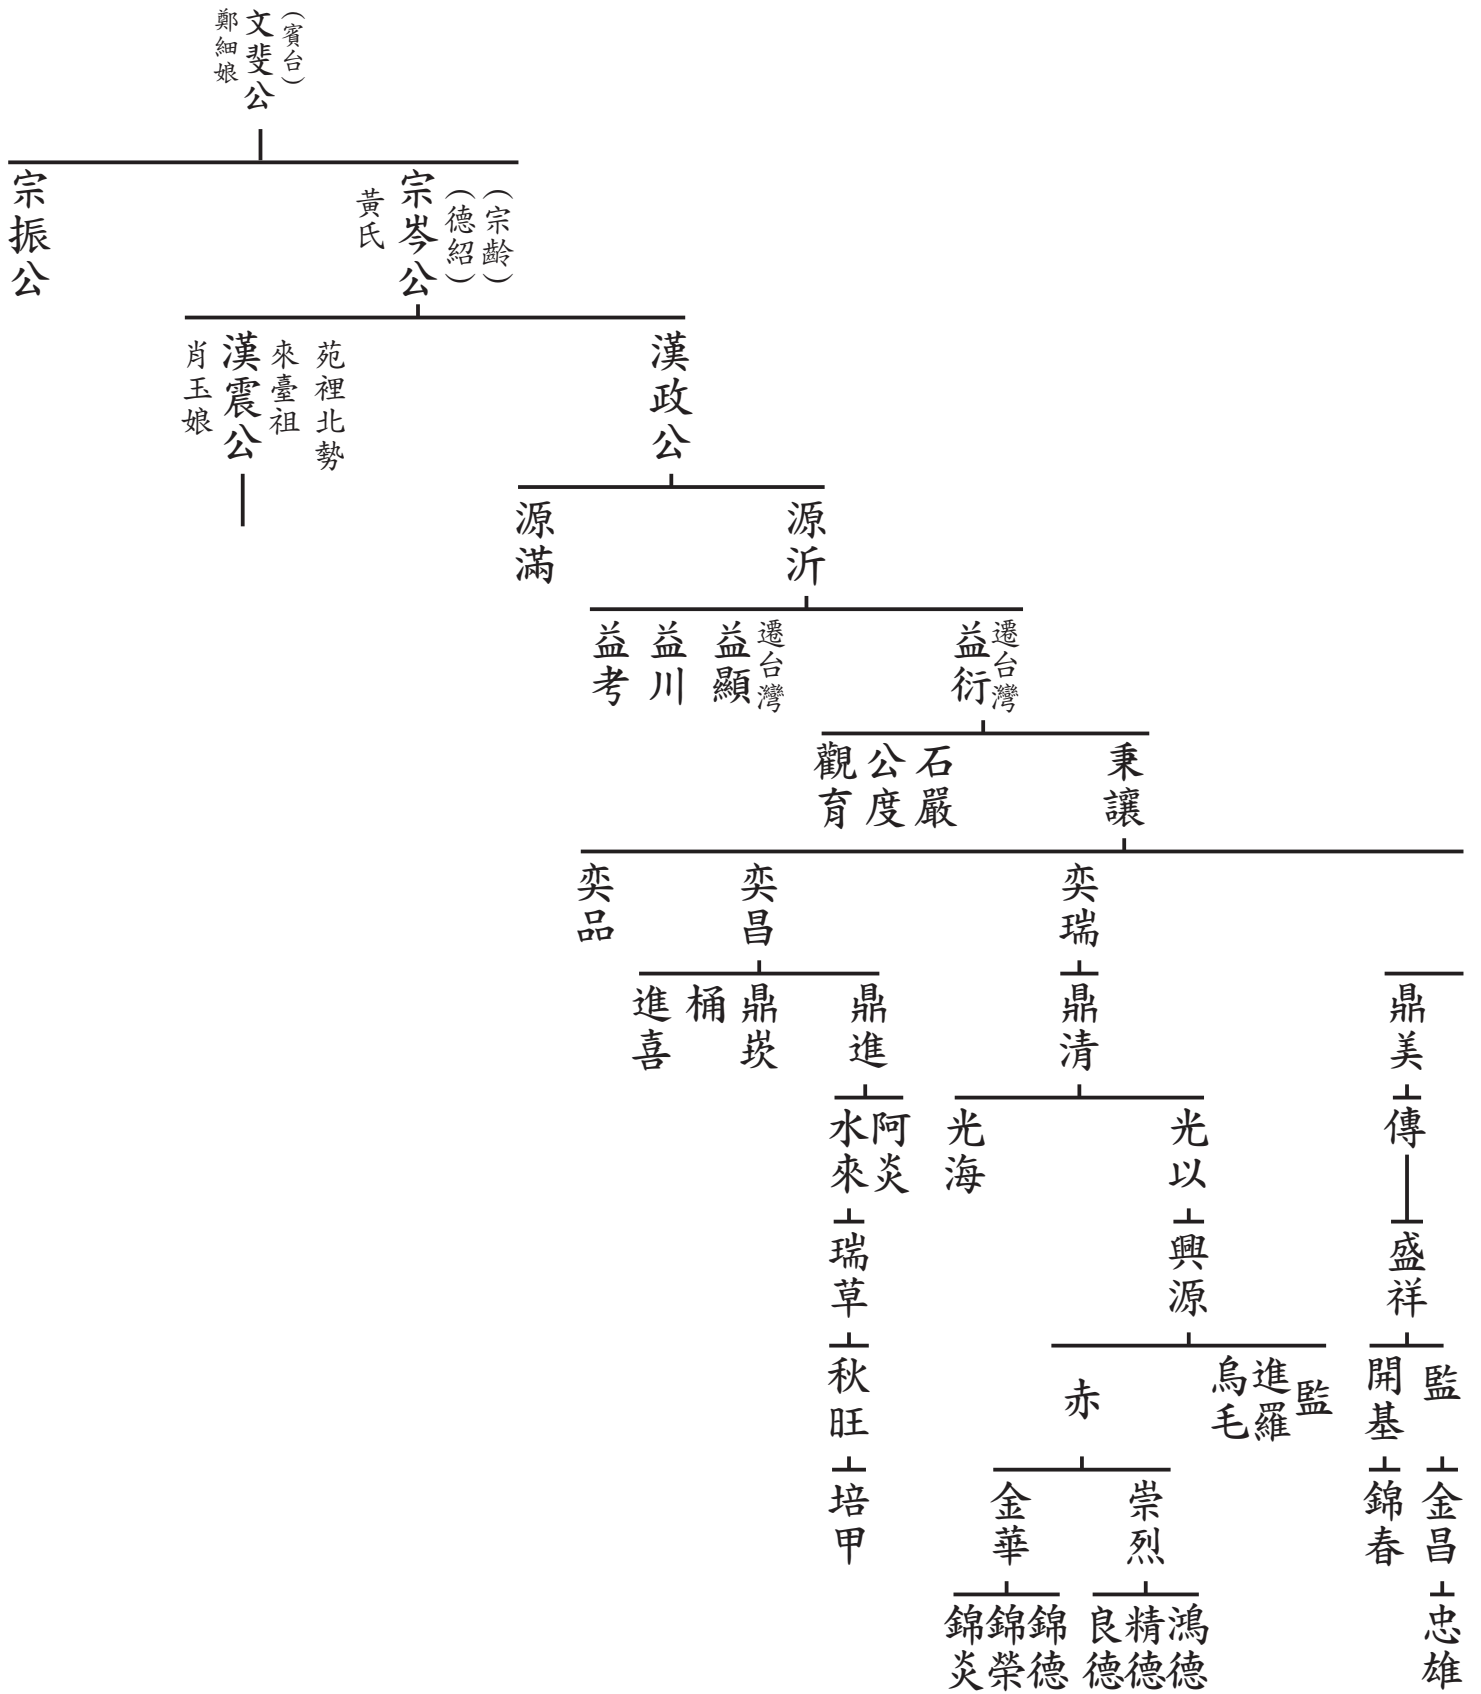 (賓台)
文斐公
鄭細娘
(宗齡)
(德紹)
宗岑公
黃氏
宗振公
漢政公
苑裡北勢
來臺祖
漢震公
肖玉娘
源沂
源滿
遷台灣
益衍
遷台灣
益顯
益川
益考
秉讓
石嚴
公度
觀育
奕瑞
奕昌
奕品
鼎美
鼎清
鼎進
鼎崁
桶
進喜
傳
光以
光海
阿炎
水來
盛祥
興源
瑞草
監
開基
監
進羅
烏毛
赤
秋旺
金昌
錦春
崇烈
金華
培甲
忠雄
鴻德
精德
良德
錦德
錦榮
錦炎